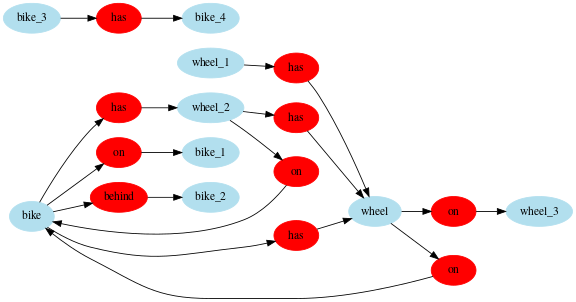 bike_3 has bike_4
wheel_1 has
has wheel_2 has
on bike_1 on
behind bike_2
bike has wheel on wheel_3
on